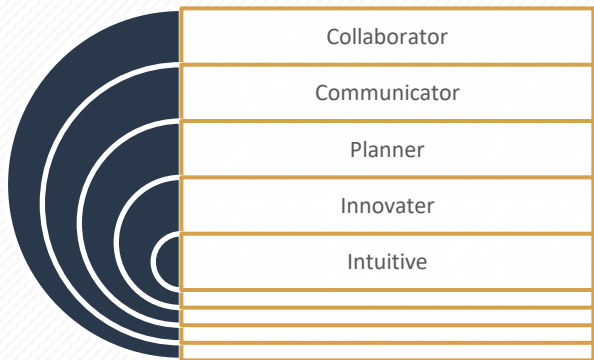 Collaborator
Communicator
Planner
Innovater
Intuitive